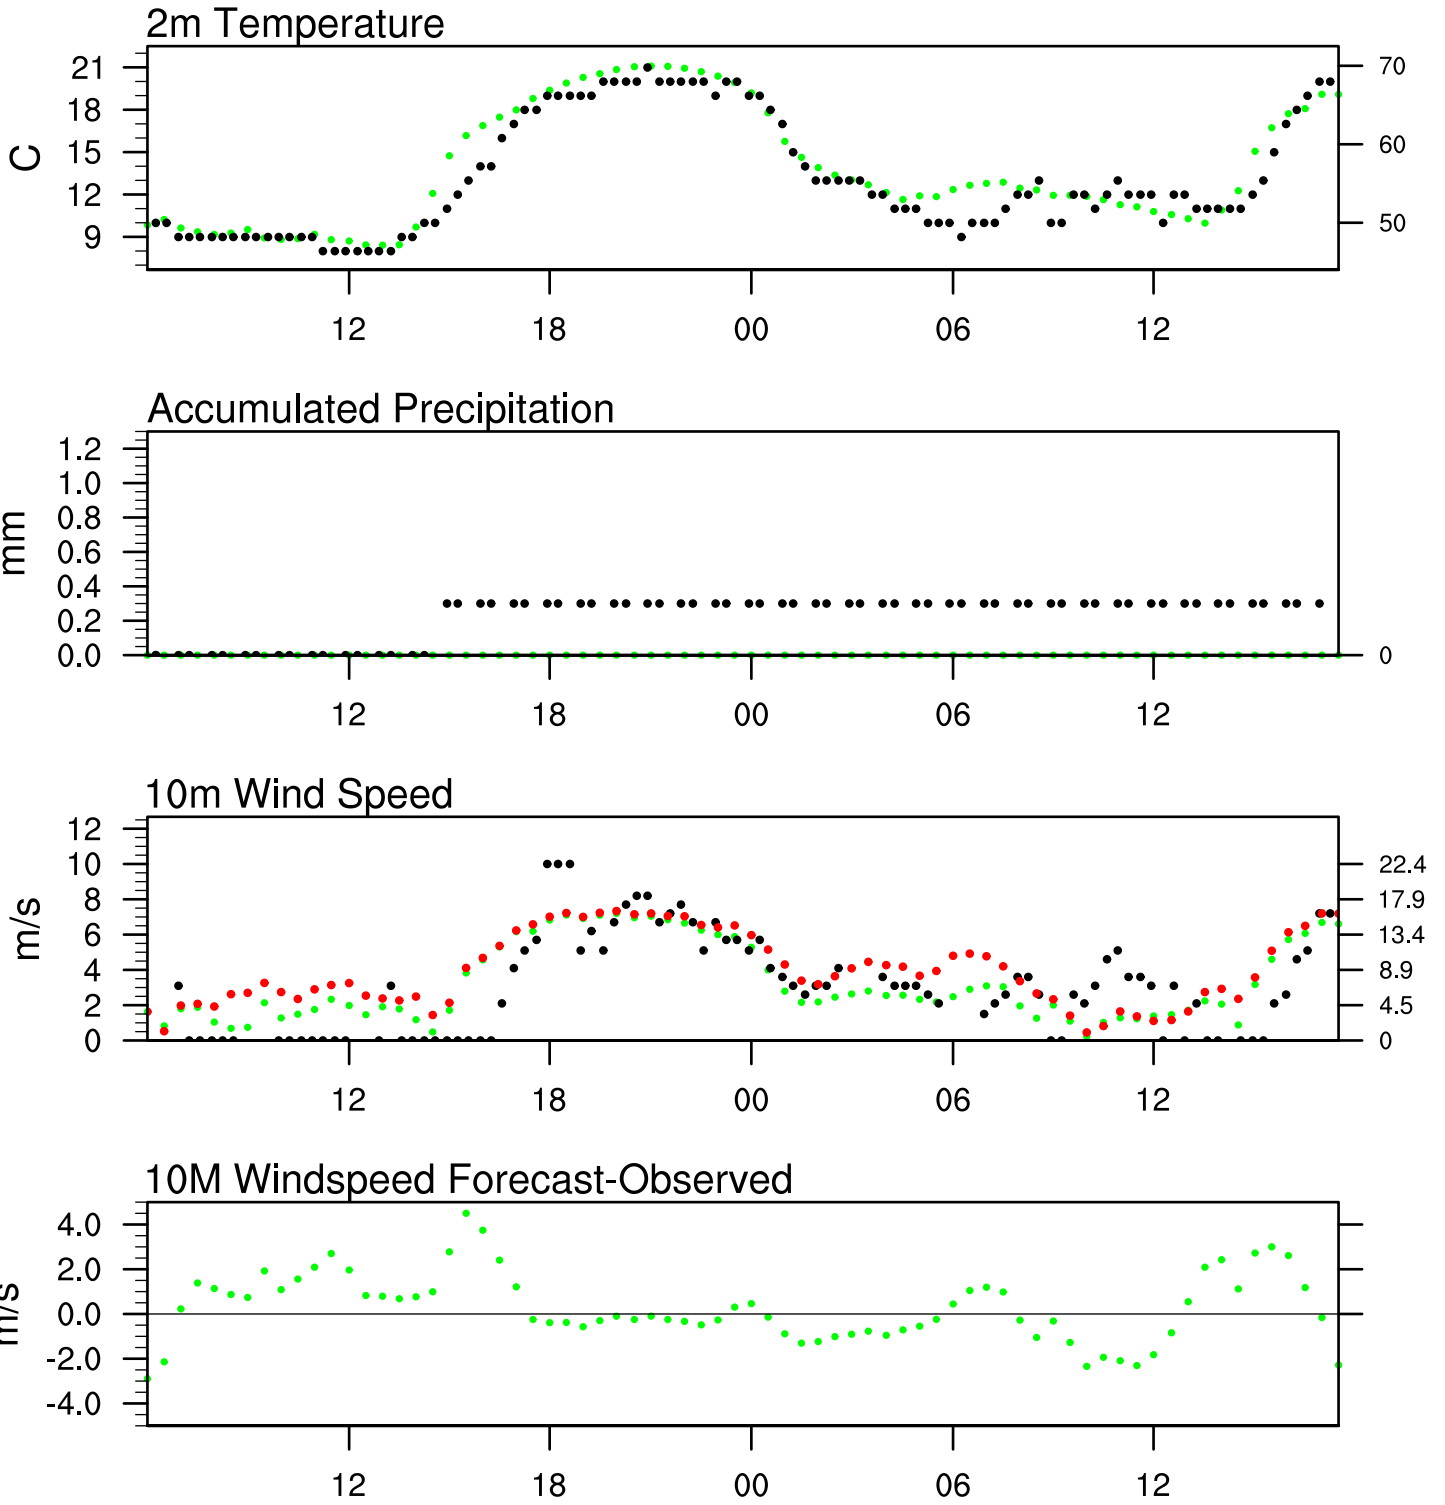 2m Temperature
21
18
15
12
9
C
70
60
50
12 18 00 06 12
Accumulated Precipitation
1.2
1.0
0.8
0.6
0.4
0.2
0.0
mm
0
12 18 00 06 12
10m Wind Speed
12
10
8
6
4
2
0
m/s
22.4
17.9
13.4
8.9
4.5
0
12 18 00 06 12
10M Windspeed Forecast-Observed
4.0
2.0
0.0
-2.0
-4.0
m/s
12 18 00 06 12